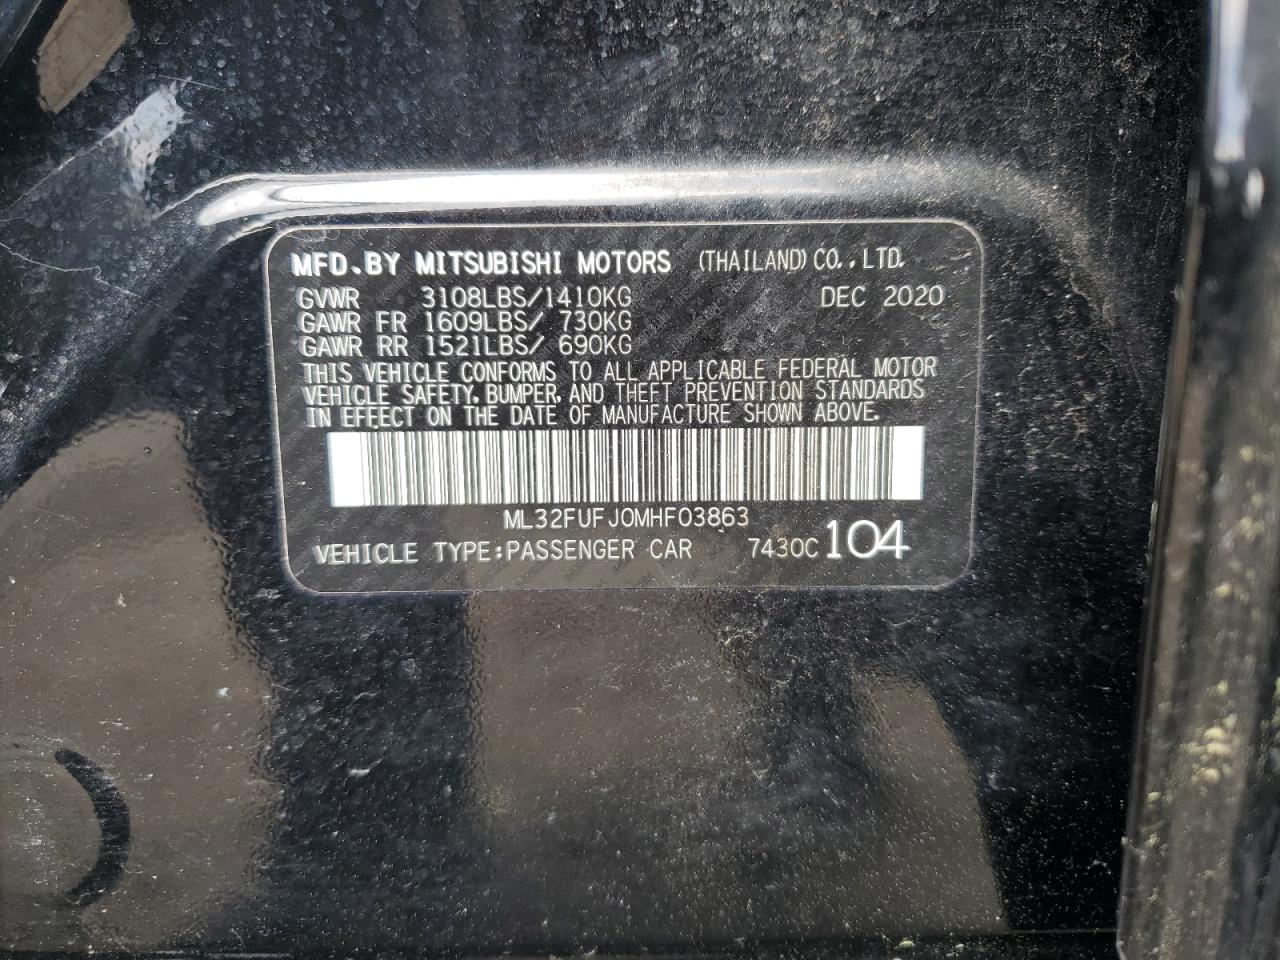 MFD.BY MITSUBISHI MOTORS (THAILAND) CO.,LTD.
GVWR 3108LBS/1410KG DEC 2020
GAWR FR 1609LBS/ 730KG
GAWR RR 1521LBS/ 690KG
THIS VEHICLE CONFORMS TO ALL APPLICABLE FEDERAL MOTOR
VEHICLE SAFETY, BUMPER, AND THEFT PREVENTION STANDARDS
IN EFFECT ON THE DATE OF MANUFACTURE SHOWN ABOVE.
ML32FUFJ0MHF03863
VEHICLE TYPE:PASSENGER CAR 7430C 104